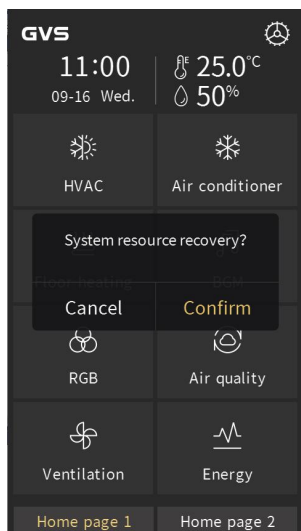 GVS
11:00
09-16 Wed.
E 25.0°C
50%
HVAC
Air conditioner
System resource recovery?
Floor heating
BGM
Cancel
Confirm
RGB
Air quality
Ventilation
Energy
Home page 1
Home page 2